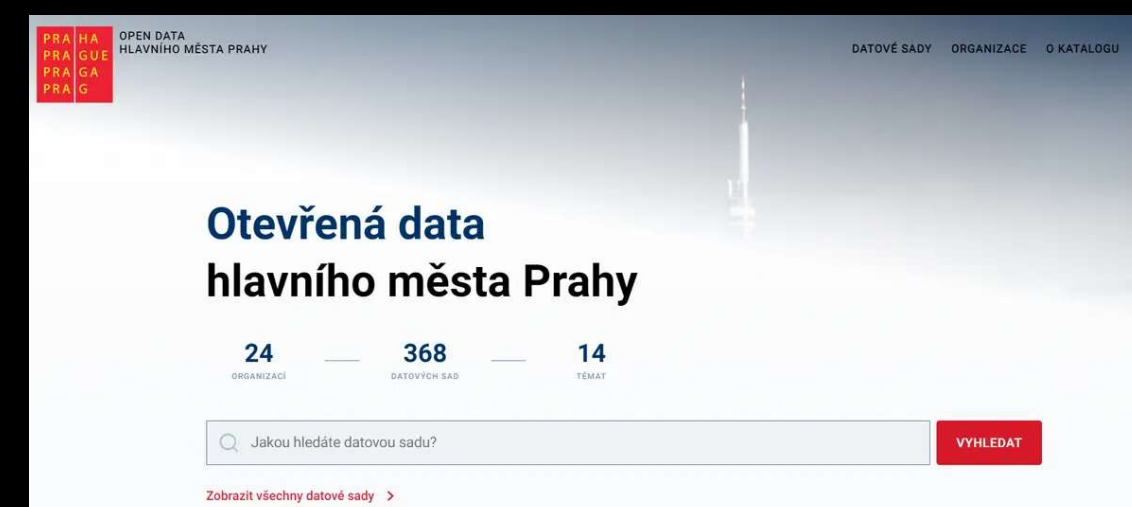 PRA HA
PRA GUE
PRA GA
PRA G
OPEN DATA
HLAVNÍHO MĚSTA PRAHY
DATOVÉ SADY ORGANIZACE O KATALOGU
Otevřená data
hlavního města Prahy
24 368 14
ORGANIZACÍ DATOVÝCH SAD TÉMAT
Jakou hledáte datovou sadu? VYHLEDAT
Zobrazit všechny datové sady